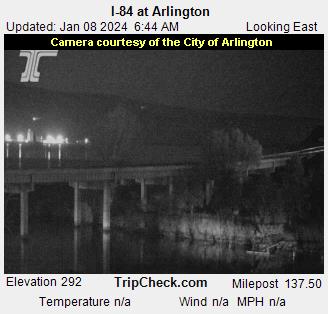 I-84 at Arlington
Updated: Jan 08 2024 6:44 AM Looking East
Camera courtesy of the City of Arlington
Elevation 292 TripCheck.com Milepost 137.50
Temperature n/a Wind n/a MPH n/a